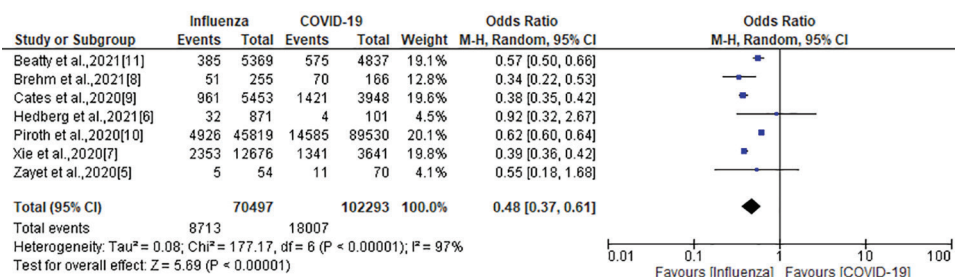 Influenza COVID-19 Odds Ratio Odds Ratio
Study or Subgroup Events Total Events Total Weight M-H, Random, 95% CI M-H, Random, 95% CI
Beatty et al.,2021[11] 385 5369 575 4837 19.1% 0.57 [0.50, 0.66]
Brehm et al.,2021[8] 51 255 70 166 12.9% 0.34 [0.22, 0.53]
Cates et al.,2020[9] 961 5453 1421 3948 19.6% 0.38 [0.35, 0.42]
Hedberg et al.,2021[6] 32 871 4 101 4.5% 0.92 [0.32, 2.67]
Piroth et al.,2020[10] 4926 45819 14585 89530 20.1% 0.62 [0.60, 0.64]
Xie et al.,2020[7] 2353 12676 1341 3641 19.8% 0.39 [0.36, 0.42]
Zayet et al.,2020[5] 5 54 11 70 4.1% 0.55 [0.18, 1.68]
Total (95% CI) 70497 102293 100.0% 0.48 [0.37, 0.61]
Total events 8713 18007
Heterogeneity: Tau² = 0.08; Chi² = 177.17, df = 6 (P < 0.00001); I² = 97%
Test for overall effect: Z = 5.69 (P < 0.00001)
0.01 0.1 1 10 100
Favours [Influenza] Favours [COVID-19]